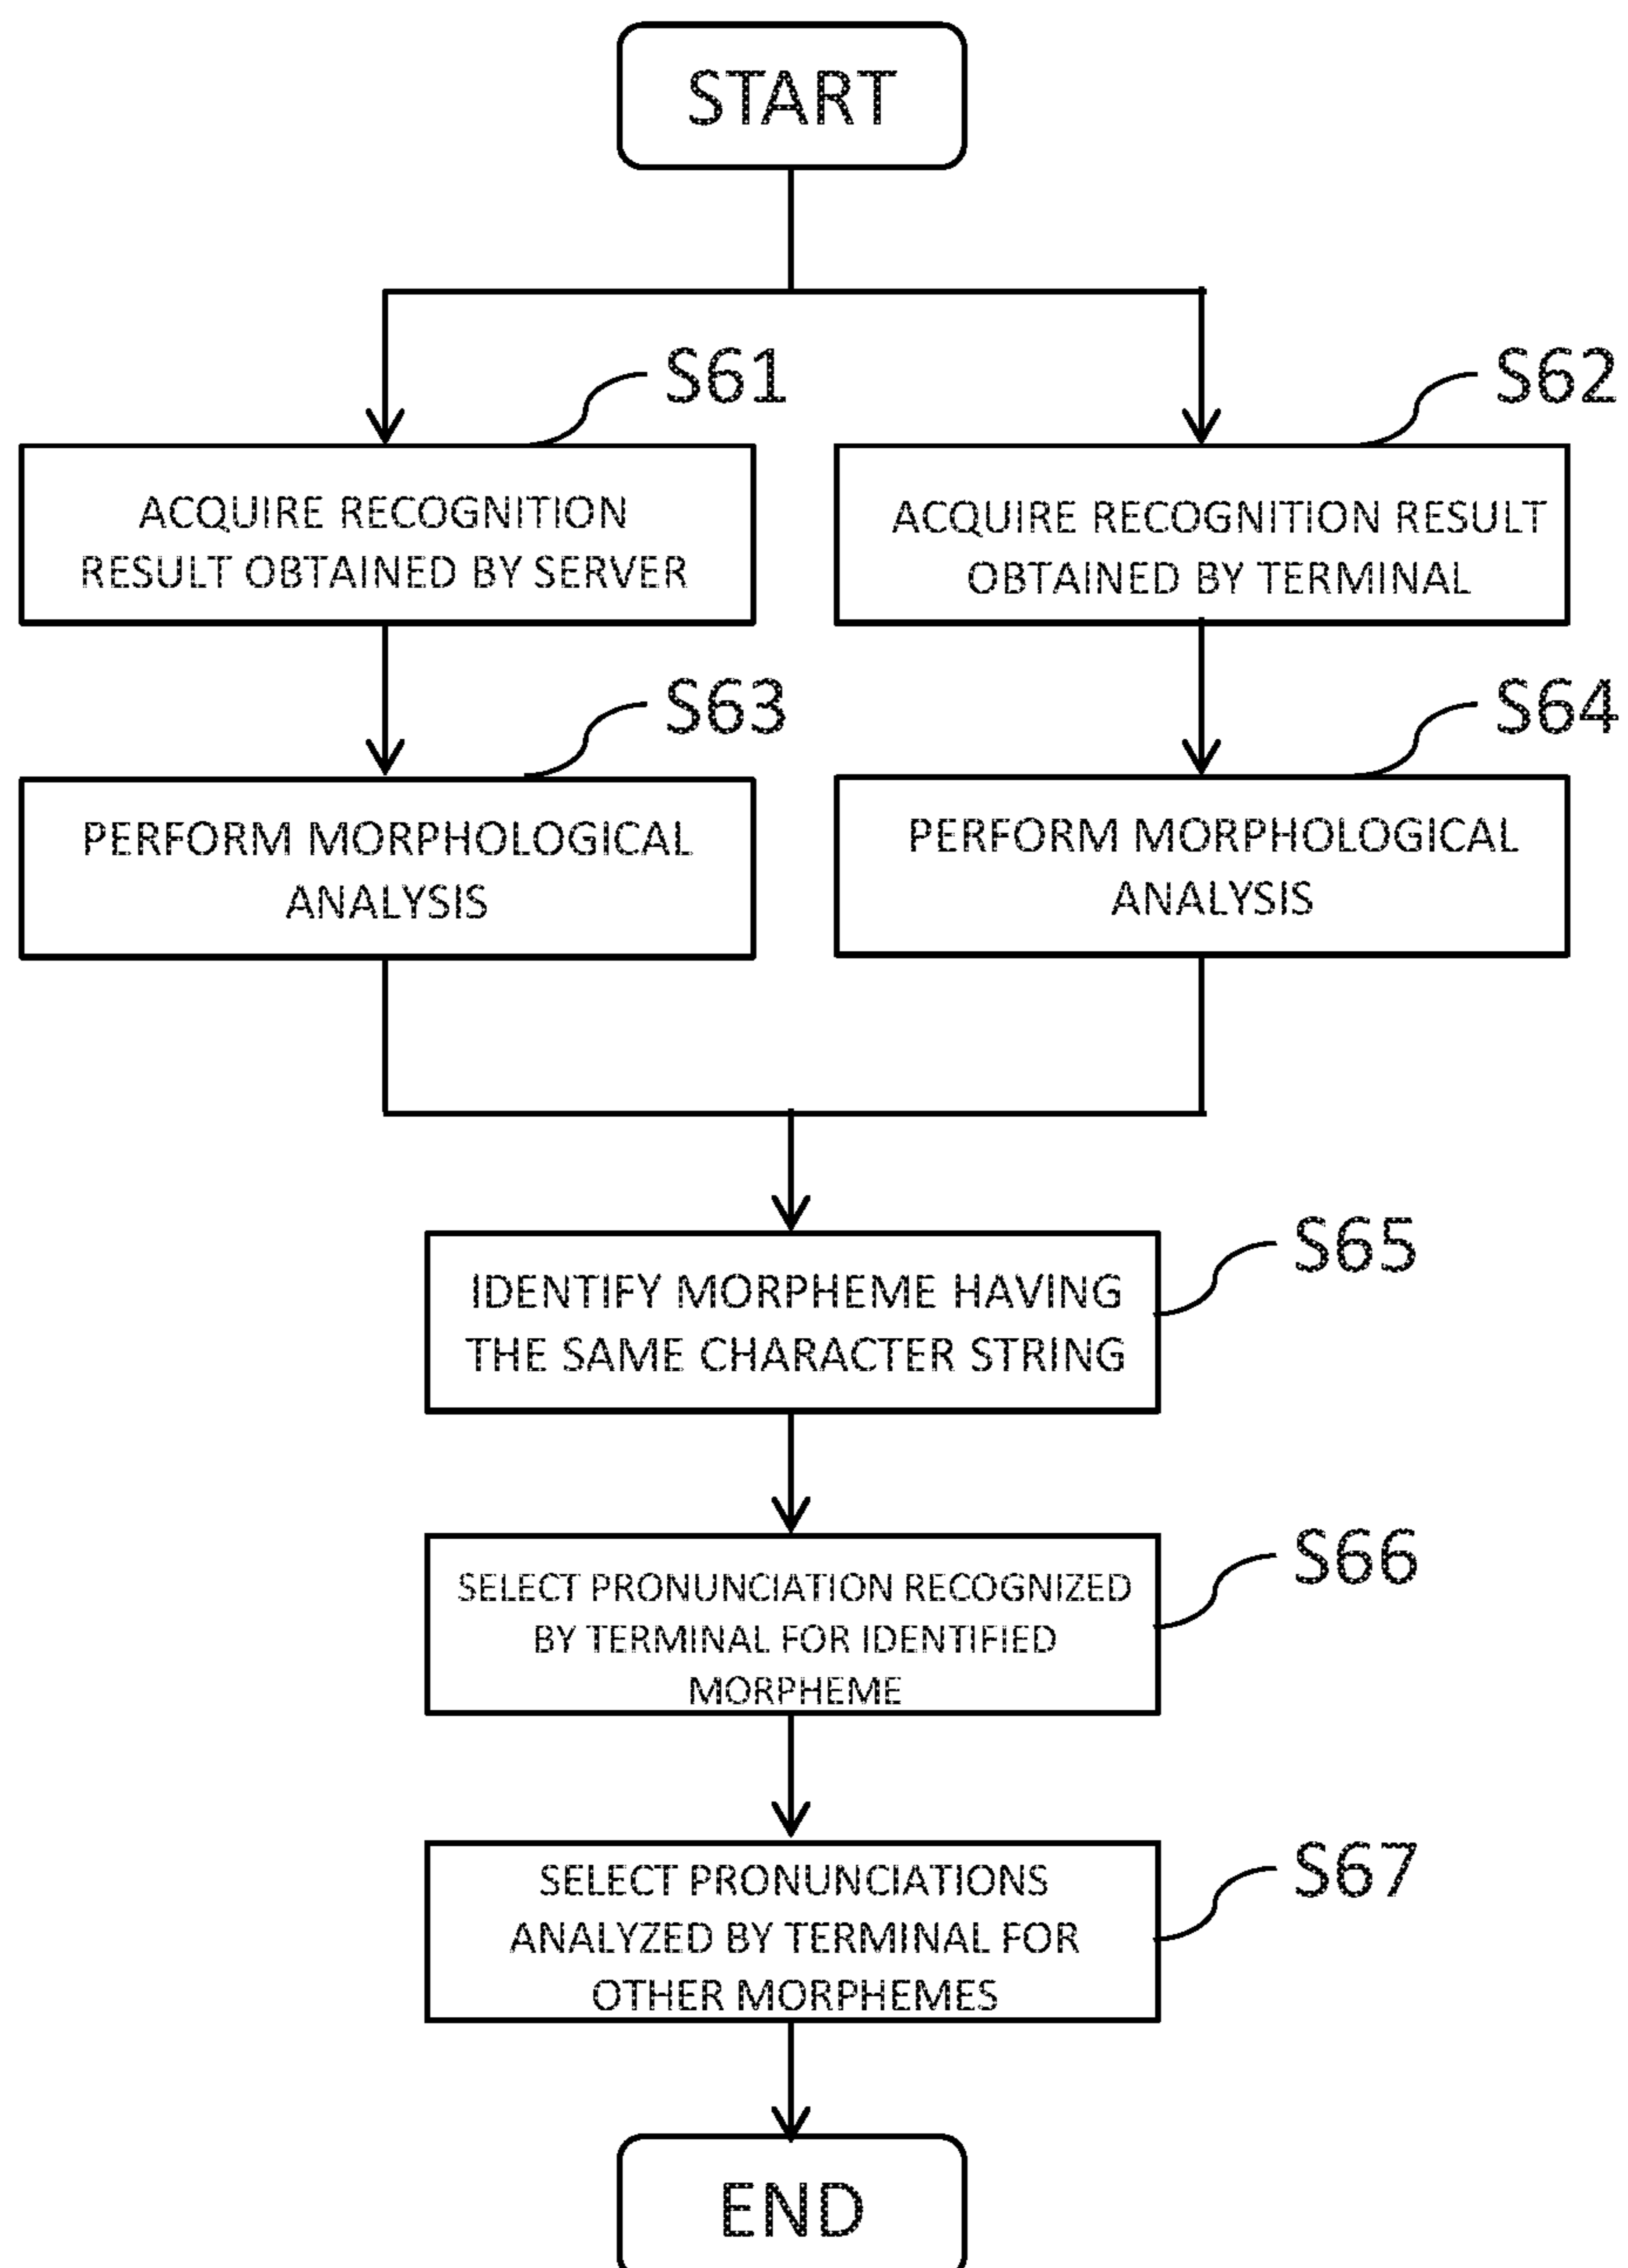 START
S61
S62
ACQUIRE RECOGNITION
RESULT OBTAINED BY SERVER
ACQUIRE RECOGNITION RESULT
OBTAINED BY TERMINAL
S63
S64
PERFORM MORPHOLOGICAL
ANALYSIS
PERFORM MORPHOLOGICAL
ANALYSIS
S65
IDENTIFY MORPHEME HAVING
THE SAME CHARACTER STRING
S66
SELECT PRONUNCIATION RECOGNIZED
BY TERMINAL FOR IDENTIFIED
MORPHEME
S67
SELECT PRONUNCIATIONS
ANALYZED BY TERMINAL FOR
OTHER MORPHEMES
END